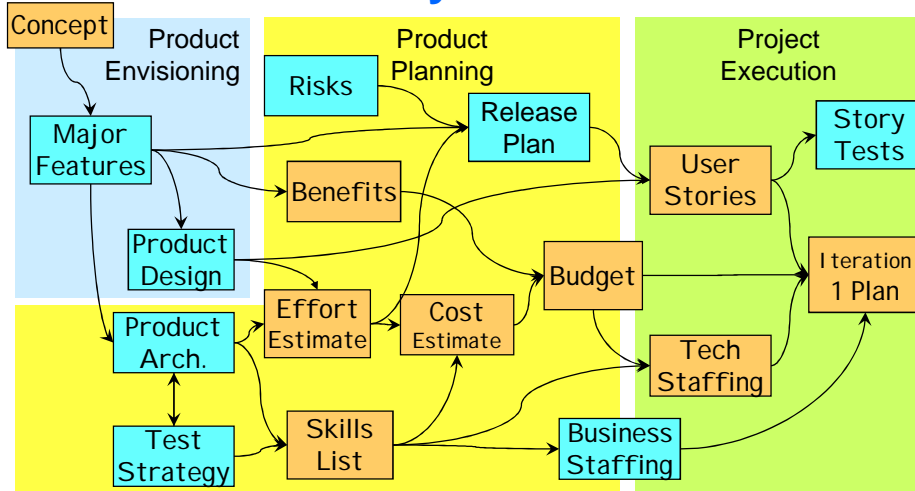 Concept
Product
Envisioning
Product
Planning
Project
Execution
Risks
Release
Plan
Story
Tests
Major
Features
User
Stories
Benefits
Product
Design
Budget
Iteration
1 Plan
Effort
Estimate
Cost
Estimate
Product
Arch.
Tech
Staffing
Skills
List
Business
Staffing
Test
Strategy